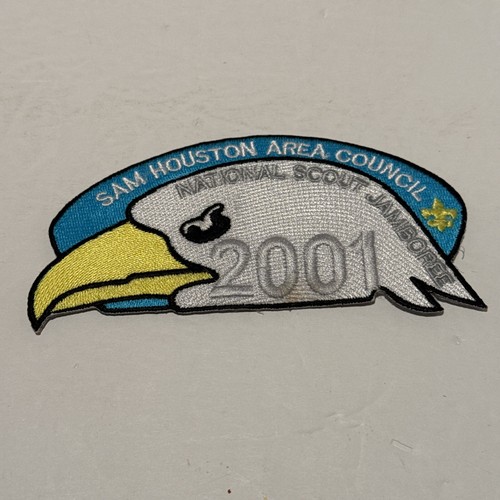 SAM HOUSTON AREA COUNCIL
NATIONAL SCOUT JAMBOREE
2001